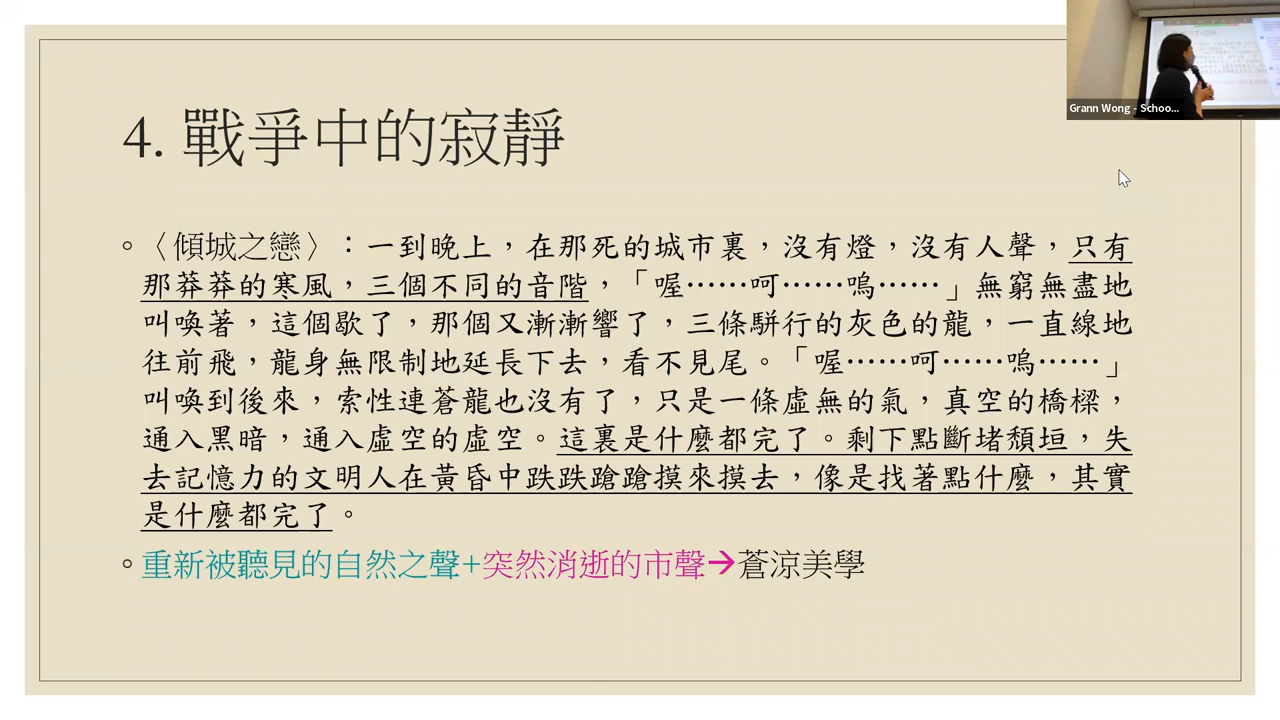 4. 戰爭中的寂靜
◦〈傾城之戀〉：一到晚上，在那死的城市裏，沒有燈，沒有人聲，只有
那莽莽的寒風，三個不同的音階，「喔……呵……嗚……」無窮無盡地
叫喚著，這個歇了，那個又漸漸響了，三條駢行的灰色的龍，一直線地
往前飛，龍身無限制地延長下去，看不見尾。「喔……呵……嗚……」
叫喚到後來，索性連蒼龍也沒有了，只是一條虛無的氣，真空的橋樑，
通入黑暗，通入虛空的虛空。這裏是什麼都完了。剩下點斷堵頹垣，失
去記憶力的文明人在黃昏中跌跌蹌蹌摸來摸去，像是找著點什麼，其實
是什麼都完了。
◦重新被聽見的自然之聲+突然消逝的市聲→蒼涼美學
Grann Wong - Schoo...